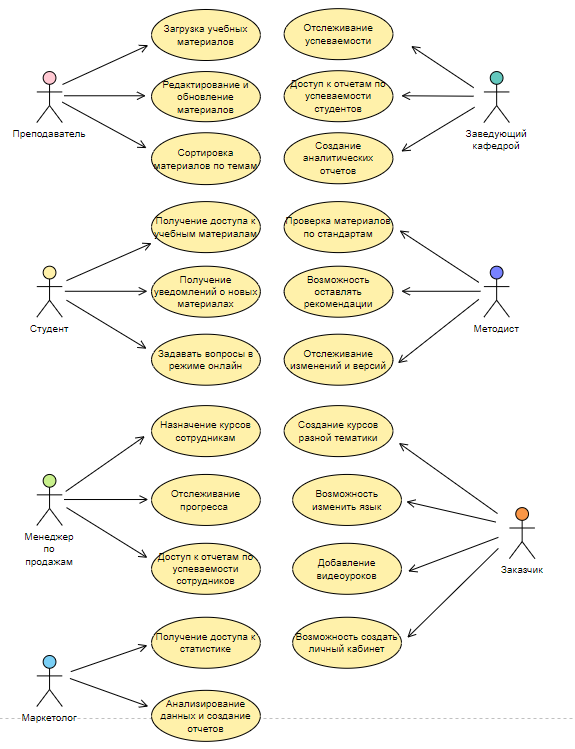 Загрузка учебных
материалов
Отслеживание
успеваемости
Редактирование и
обновление
материалов
Доступ к отчетам по
успеваемости
студентов
Преподаватель
Заведующий
кафедрой
Сортировка
материалов по темам
Создание
аналитических
отчетов
Получение доступа к
учебным материалам
Проверка материалов
по стандартам
Получение
уведомлений о новых
материалах
Возможность
оставлять
рекомендации
Студент
Методист
Задавать вопросы в
режиме онлайн
Отслеживание
изменений и версий
Назначение курсов
сотрудникам
Создание курсов
разной тематики
Отслеживание
прогресса
Возможность
изменить язык
Менеджер
по
продажам
Доступ к отчетам по
успеваемости
сотрудников
Добавление
видеоуроков
Заказчик
Получение доступа к
статистике
Возможность создать
личный кабинет
Маркетолог
Анализирование
данных и создание
отчетов